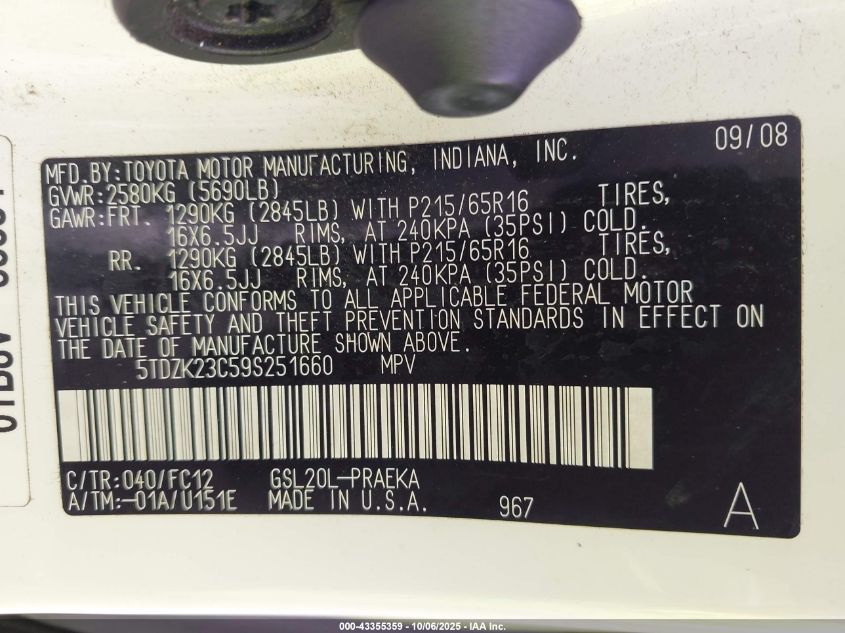 09/08
MFD.BY:TOYOTA MOTOR MANUFACTURING, INDIANA, INC.
GVWR:2580KG (5690LB)
GAWR:FRT. 1290KG (2845LB) WITH P215/65R16 TIRES,
16X6.5JJ RIMS, AT 240KPA (35PSI) COLD.
RR. 1290KG (2845LB) WITH P215/65R16 TIRES,
16X6.5JJ RIMS, AT 240KPA (35PSI) COLD.
THIS VEHICLE CONFORMS TO ALL APPLICABLE FEDERAL MOTOR
VEHICLE SAFETY AND THEFT PREVENTION STANDARDS IN EFFECT ON
THE DATE OF MANUFACTURE SHOWN ABOVE.
5TDZK23C59S251660 MPV
C/TR:040/FC12 GSL20L-PRAEKA
A/TM:-01A/U151E MADE IN U.S.A. 967 A
000-43355359 - 10/06/2025 - IAA Inc.